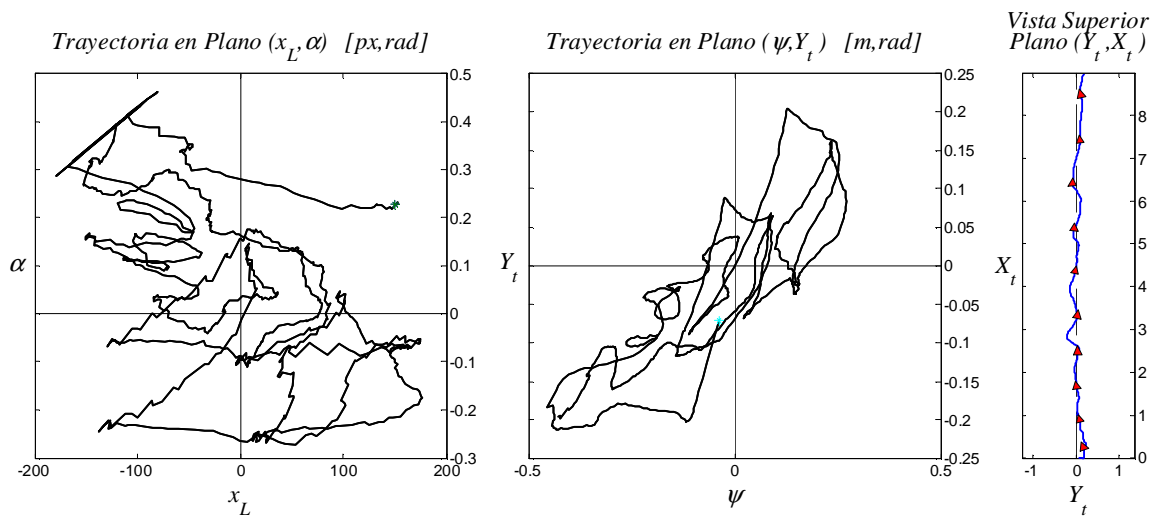 Trayectoria en Plano (x_L,α) [px,rad]
0.5
0.4
0.3
0.2
0.1
0
-0.1
-0.2
-0.3
α
-200 -100 0 100 200
x_L
Trayectoria en Plano (ψ,Y_t) [m,rad]
0.25
0.2
0.15
0.1
0.05
0
-0.05
-0.1
-0.15
-0.2
-0.25
Y_t
-0.5 0 0.5
ψ
Vista Superior
Plano (Y_t,X_t)
8
7
6
5
4
3
2
1
0
X_t
-1 0 1
Y_t